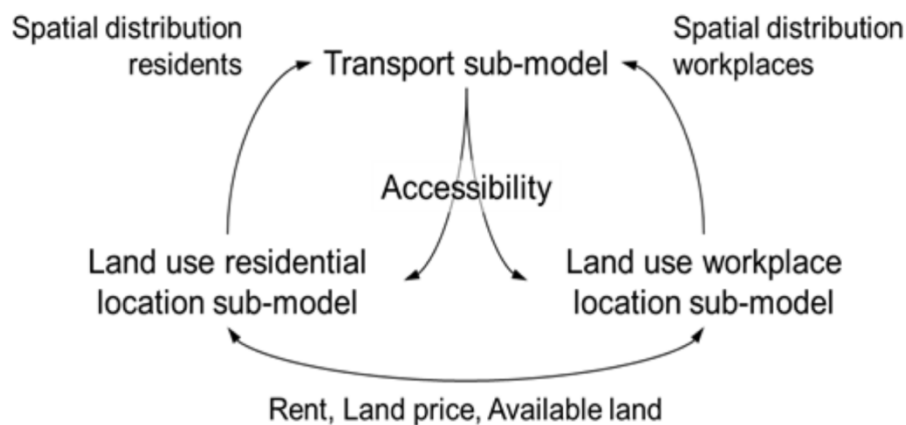 Spatial distribution
residents
Transport sub-model
Spatial distribution
workplaces
Accessibility
Land use residential
location sub-model
Land use workplace
location sub-model
Rent, Land price, Available land